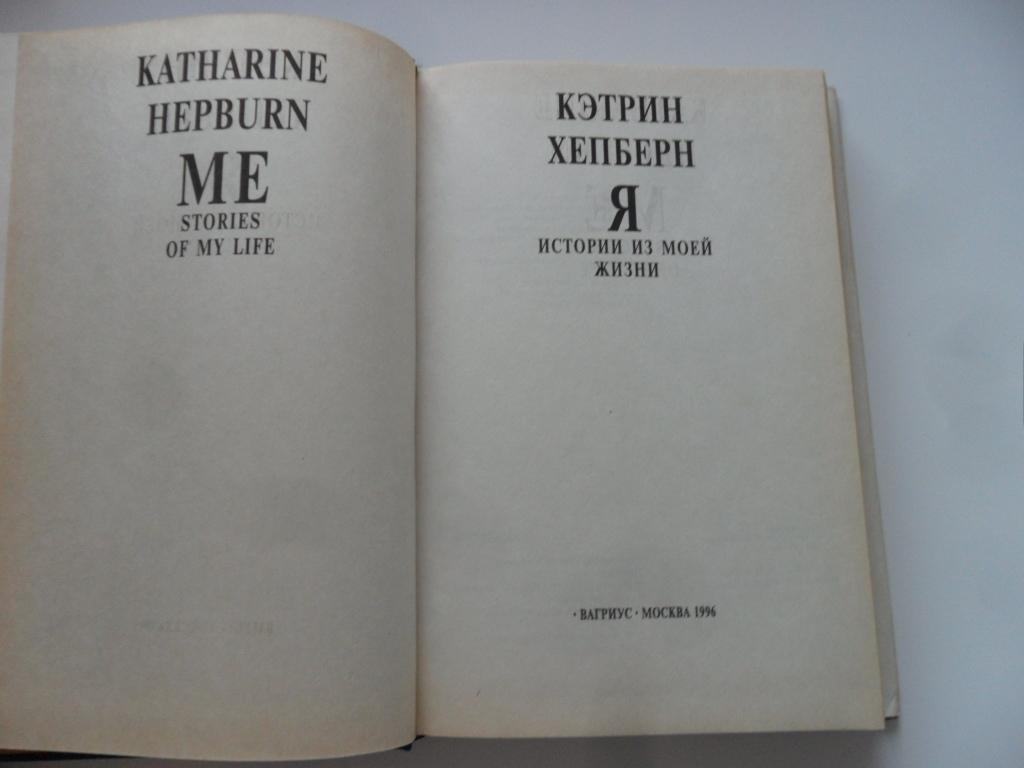 KATHARINE
HEPBURN
ME
STORIES
OF MY LIFE
КЭТРИН
ХЕПБЕРН
Я
ИСТОРИИ ИЗ МОЕЙ
ЖИЗНИ
· ВАГРИУС · МОСКВА 1996